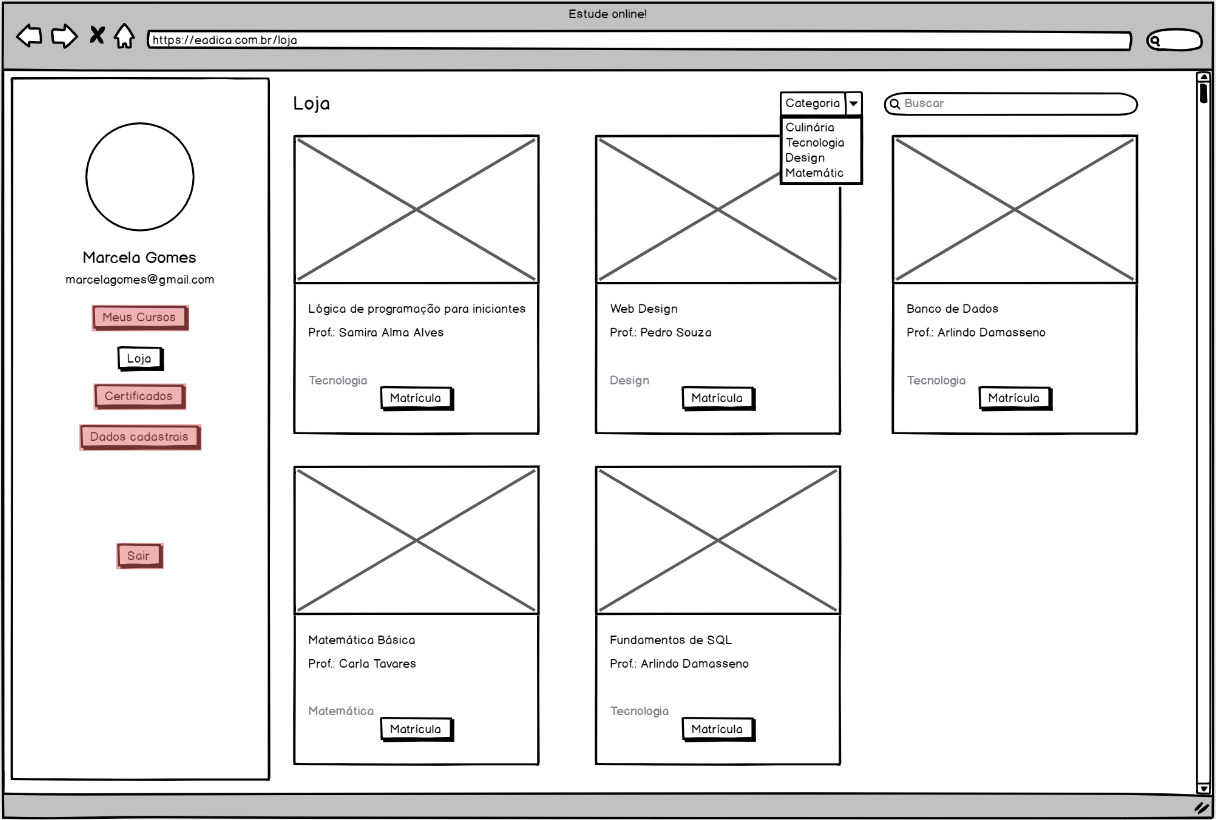 Estude online!
https://eadica.com.br/loja
Marcela Gomes
marcelagomes@gmail.com
Meus Cursos
Loja
Certificados
Dados cadastrais
Sair
Loja
Categoria
Buscar
Culinária
Tecnologia
Design
Matemátic
Lógica de programação para iniciantes
Prof.: Samira Alma Alves
Tecnologia
Matrícula
Web Design
Prof.: Pedro Souza
Design
Matrícula
Banco de Dados
Prof.: Arlindo Damasseno
Tecnologia
Matrícula
Matemática Básica
Prof.: Carla Tavares
Matemática
Matrícula
Fundamentos de SQL
Prof.: Arlindo Damasseno
Tecnologia
Matrícula